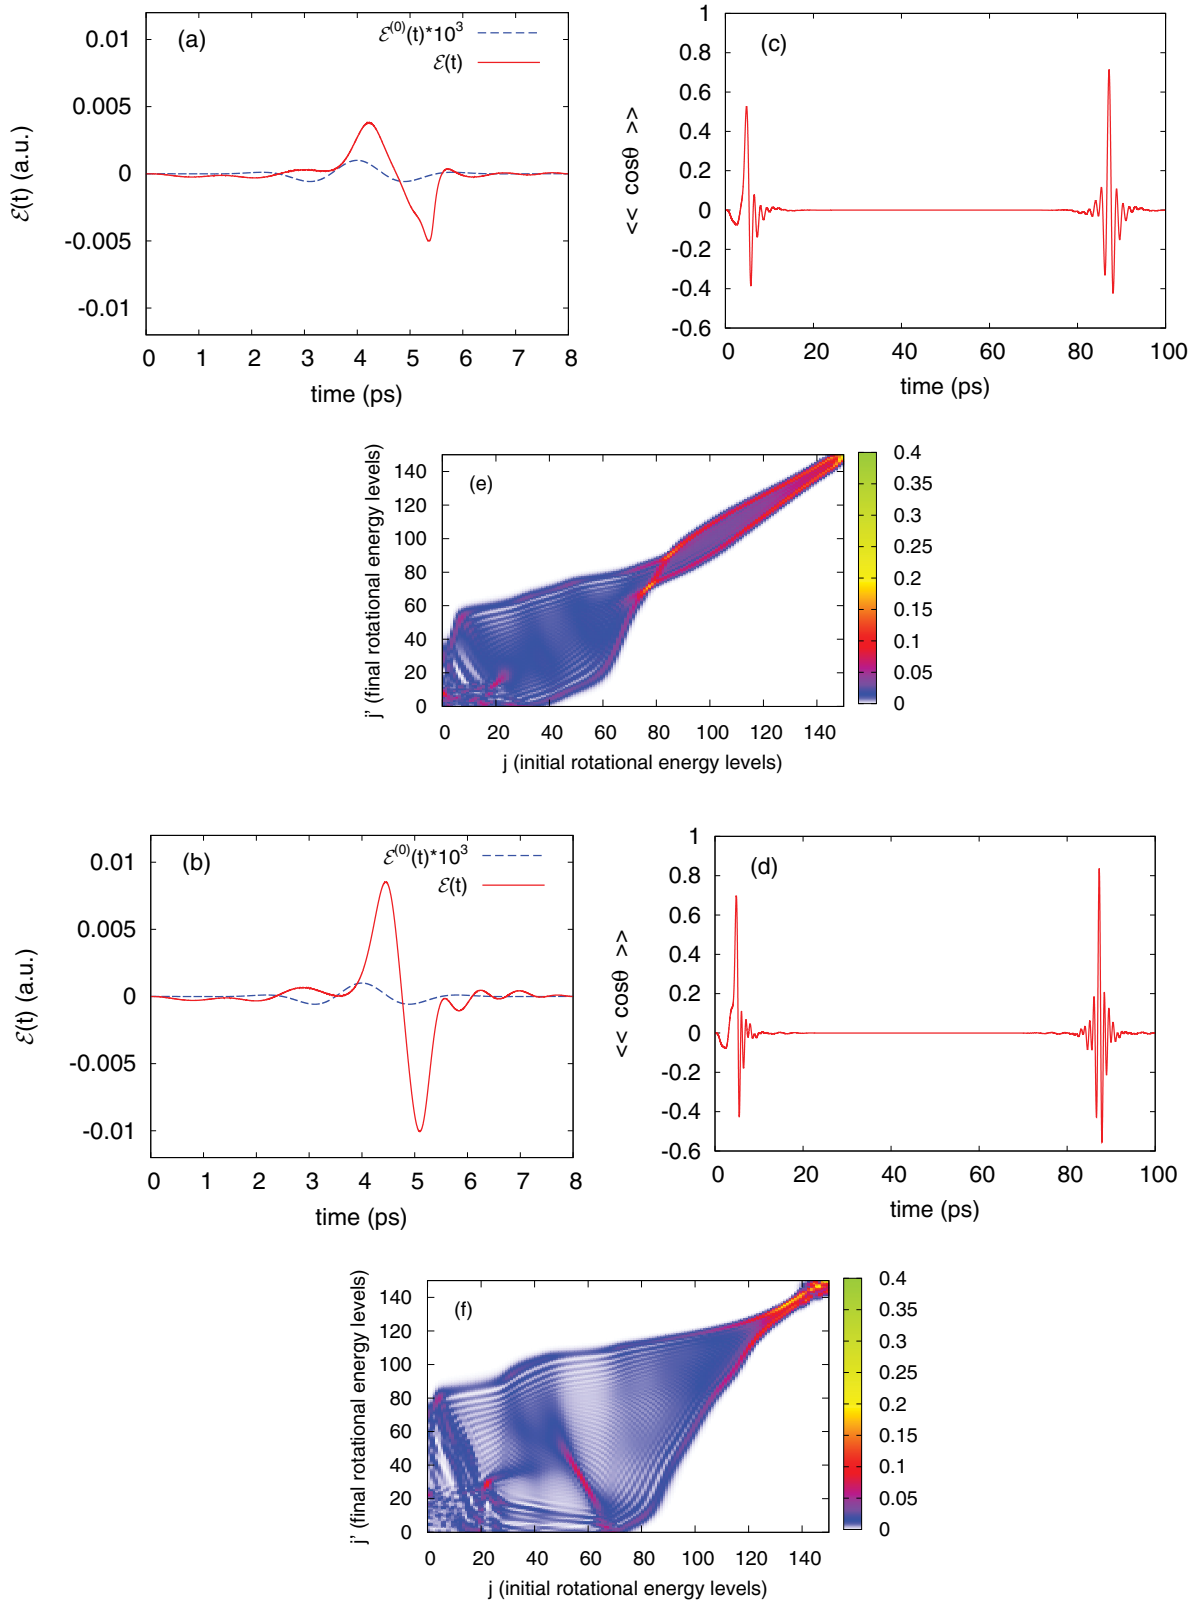 0.01
0.005
0
-0.005
-0.01
ℰ(t) (a.u.)
(a)
ℰ(0)(t)*10^3
ℰ(t)
0 1 2 3 4 5 6 7 8
time (ps)
1
0.8
0.6
0.4
0.2
0
-0.2
-0.4
-0.6
<< cosθ >>
(c)
0 20 40 60 80 100
time (ps)
140
120
100
80
60
40
20
0
j' (final rotational energy levels)
(e)
0 20 40 60 80 100 120 140
j (initial rotational energy levels)
0.4
0.35
0.3
0.25
0.2
0.15
0.1
0.05
0
0.01
0.005
0
-0.005
-0.01
ℰ(t) (a.u.)
(b)
ℰ(0)(t)*10^3
ℰ(t)
0 1 2 3 4 5 6 7 8
time (ps)
1
0.8
0.6
0.4
0.2
0
-0.2
-0.4
-0.6
<< cosθ >>
(d)
0 20 40 60 80 100
time (ps)
140
120
100
80
60
40
20
0
j' (final rotational energy levels)
(f)
0 20 40 60 80 100 120 140
j (initial rotational energy levels)
0.4
0.35
0.3
0.25
0.2
0.15
0.1
0.05
0